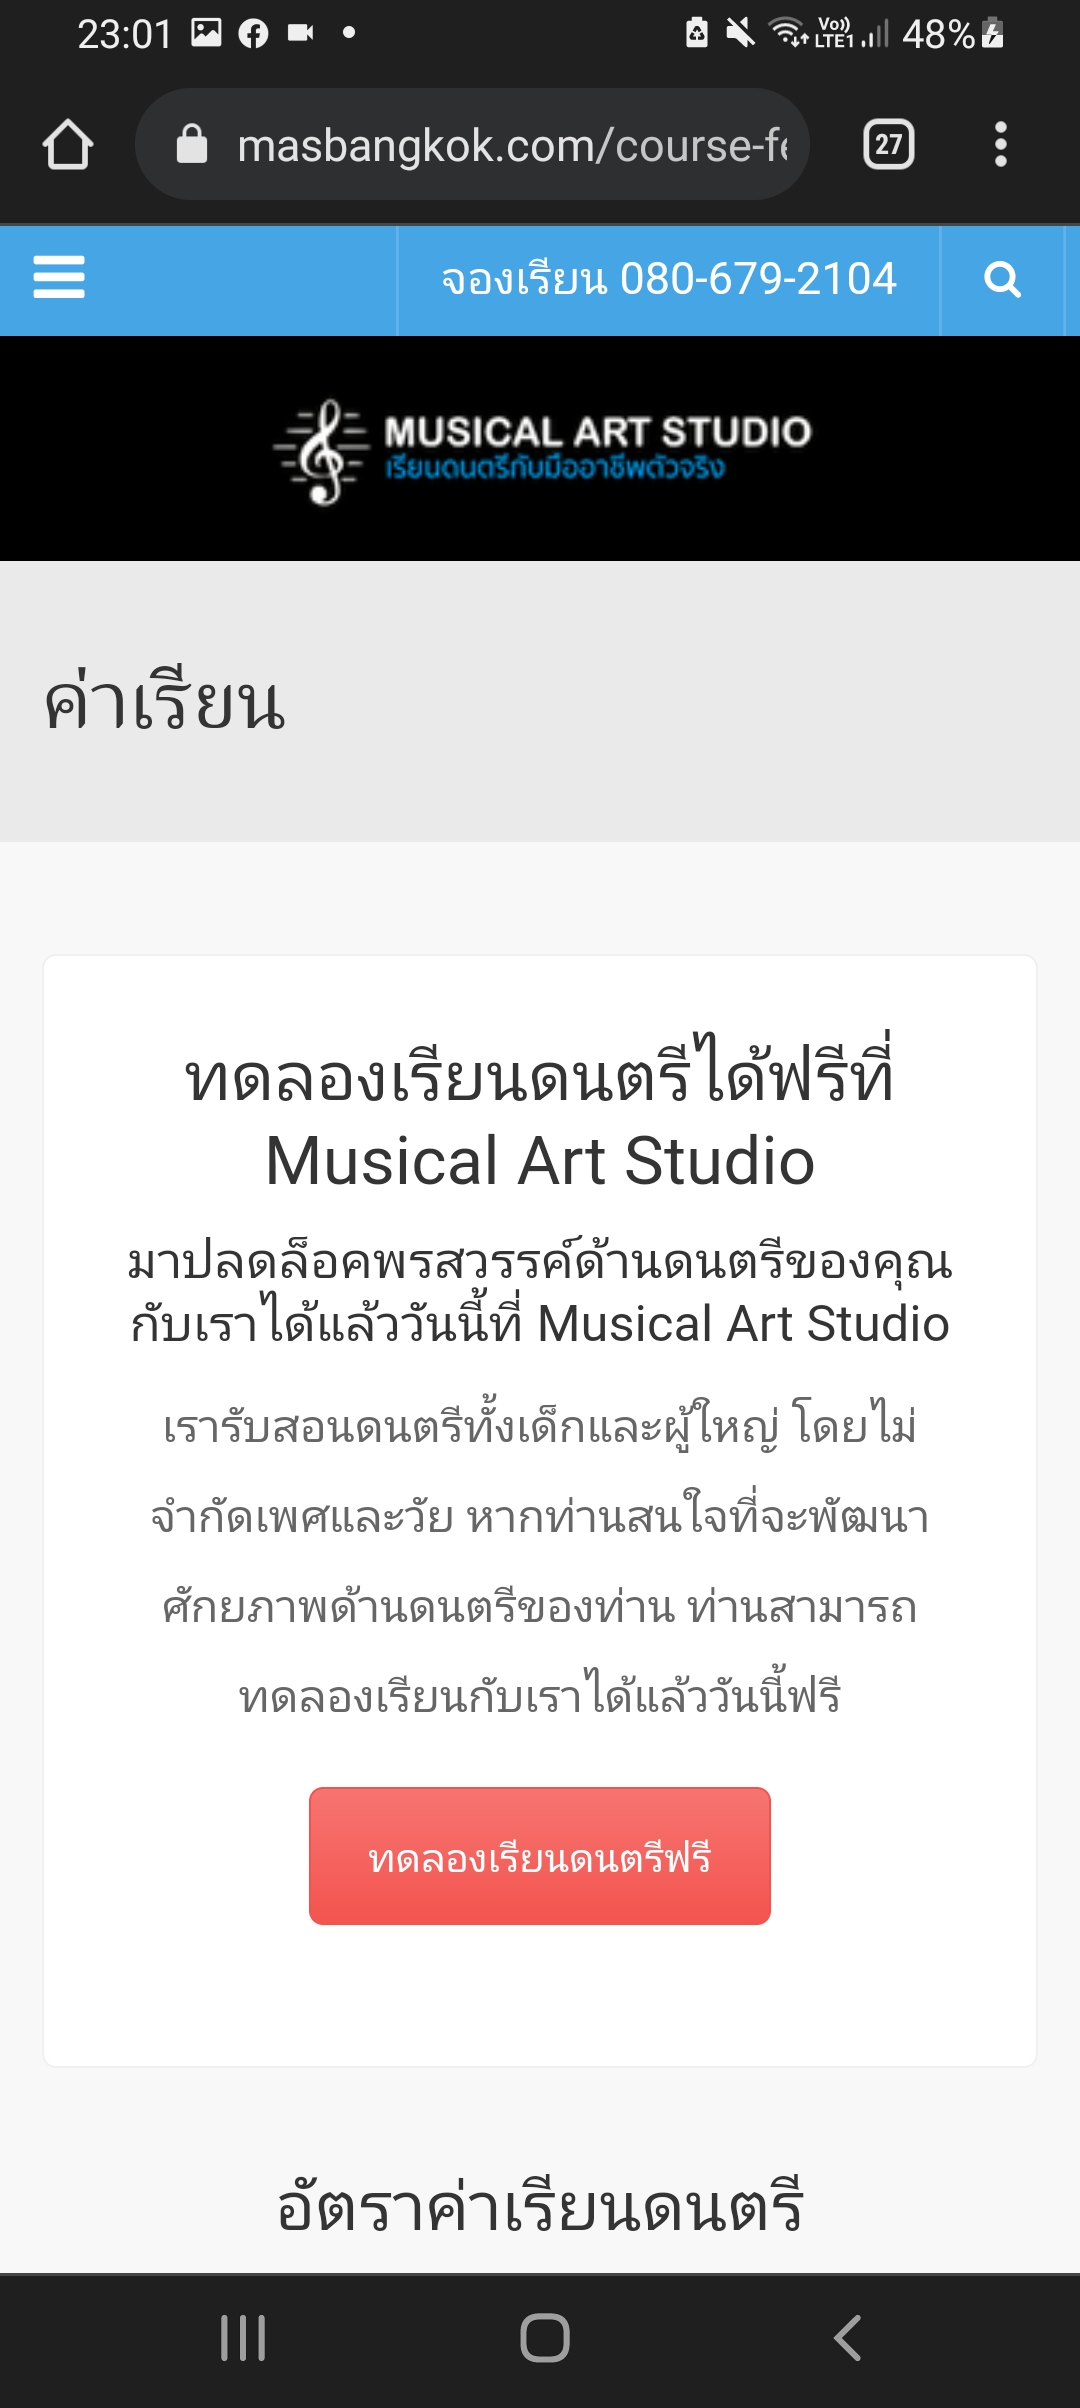 23:01
Vo))
LTE1
48%
masbangkok.com/course-fe
27
จองเรียน 080-679-2104
MUSICAL ART STUDIO
เรียนดนตรีกับมืออาชีพตัวจริง
ค่าเรียน
ทดลองเรียนดนตรีได้ฟรีที่
Musical Art Studio
มาปลดล็อคพรสวรรค์ด้านดนตรีของคุณ
กับเราได้แล้ววันนี้ที่ Musical Art Studio
เรารับสอนดนตรีทั้งเด็กและผู้ใหญ่ โดยไม่
จำกัดเพศและวัย หากท่านสนใจที่จะพัฒนา
ศักยภาพด้านดนตรีของท่าน ท่านสามารถ
ทดลองเรียนกับเราได้แล้ววันนี้ฟรี
ทดลองเรียนดนตรีฟรี
อัตราค่าเรียนดนตรี